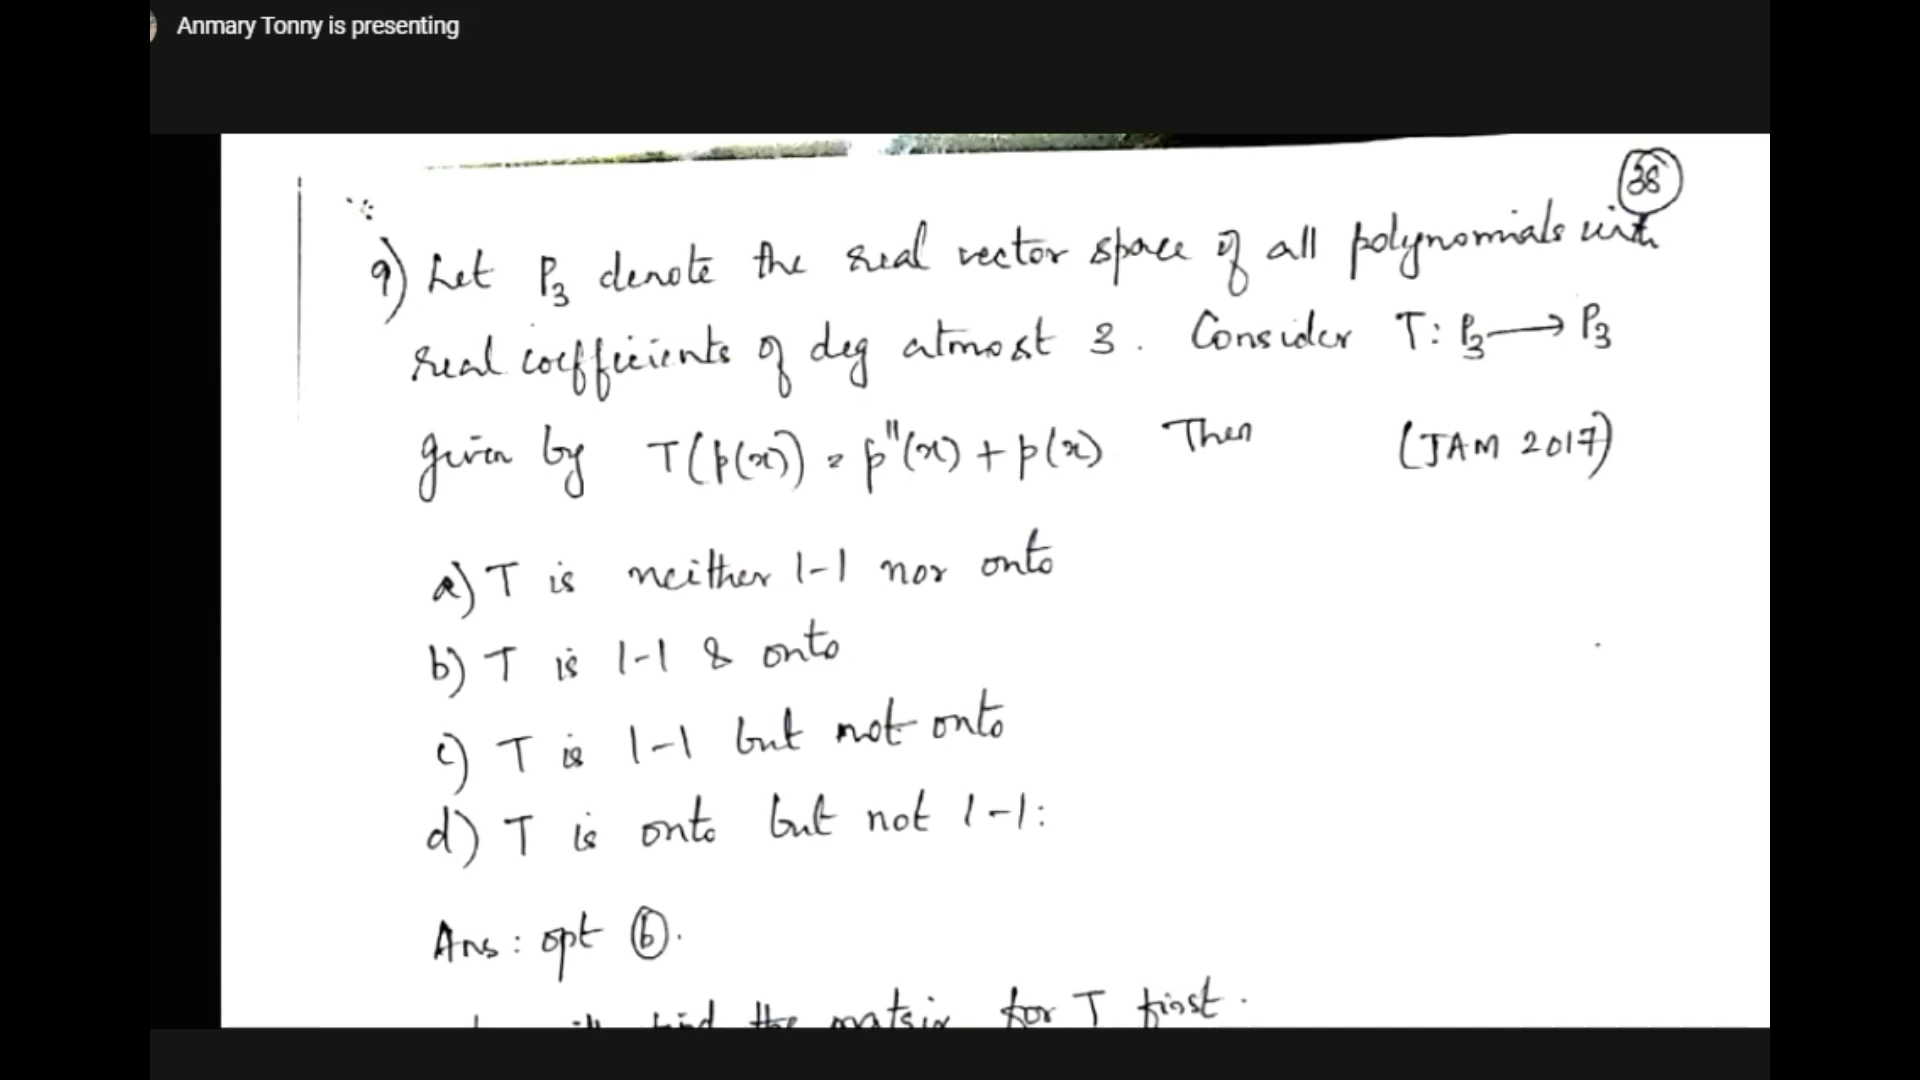 Anmary Tonny is presenting
38
9) Let P3 denote the real vector space of all polynomials with
real coefficients of deg atmost 3. Consider T: P3 → P3
given by T(p(x)) = p''(x) + p(x) Then (JAM 2017)
a) T is neither 1-1 nor onto
b) T is 1-1 & onto
c) T is 1-1 but not onto
d) T is onto but not 1-1:
Ans: opt b.
find the matrix for T first.